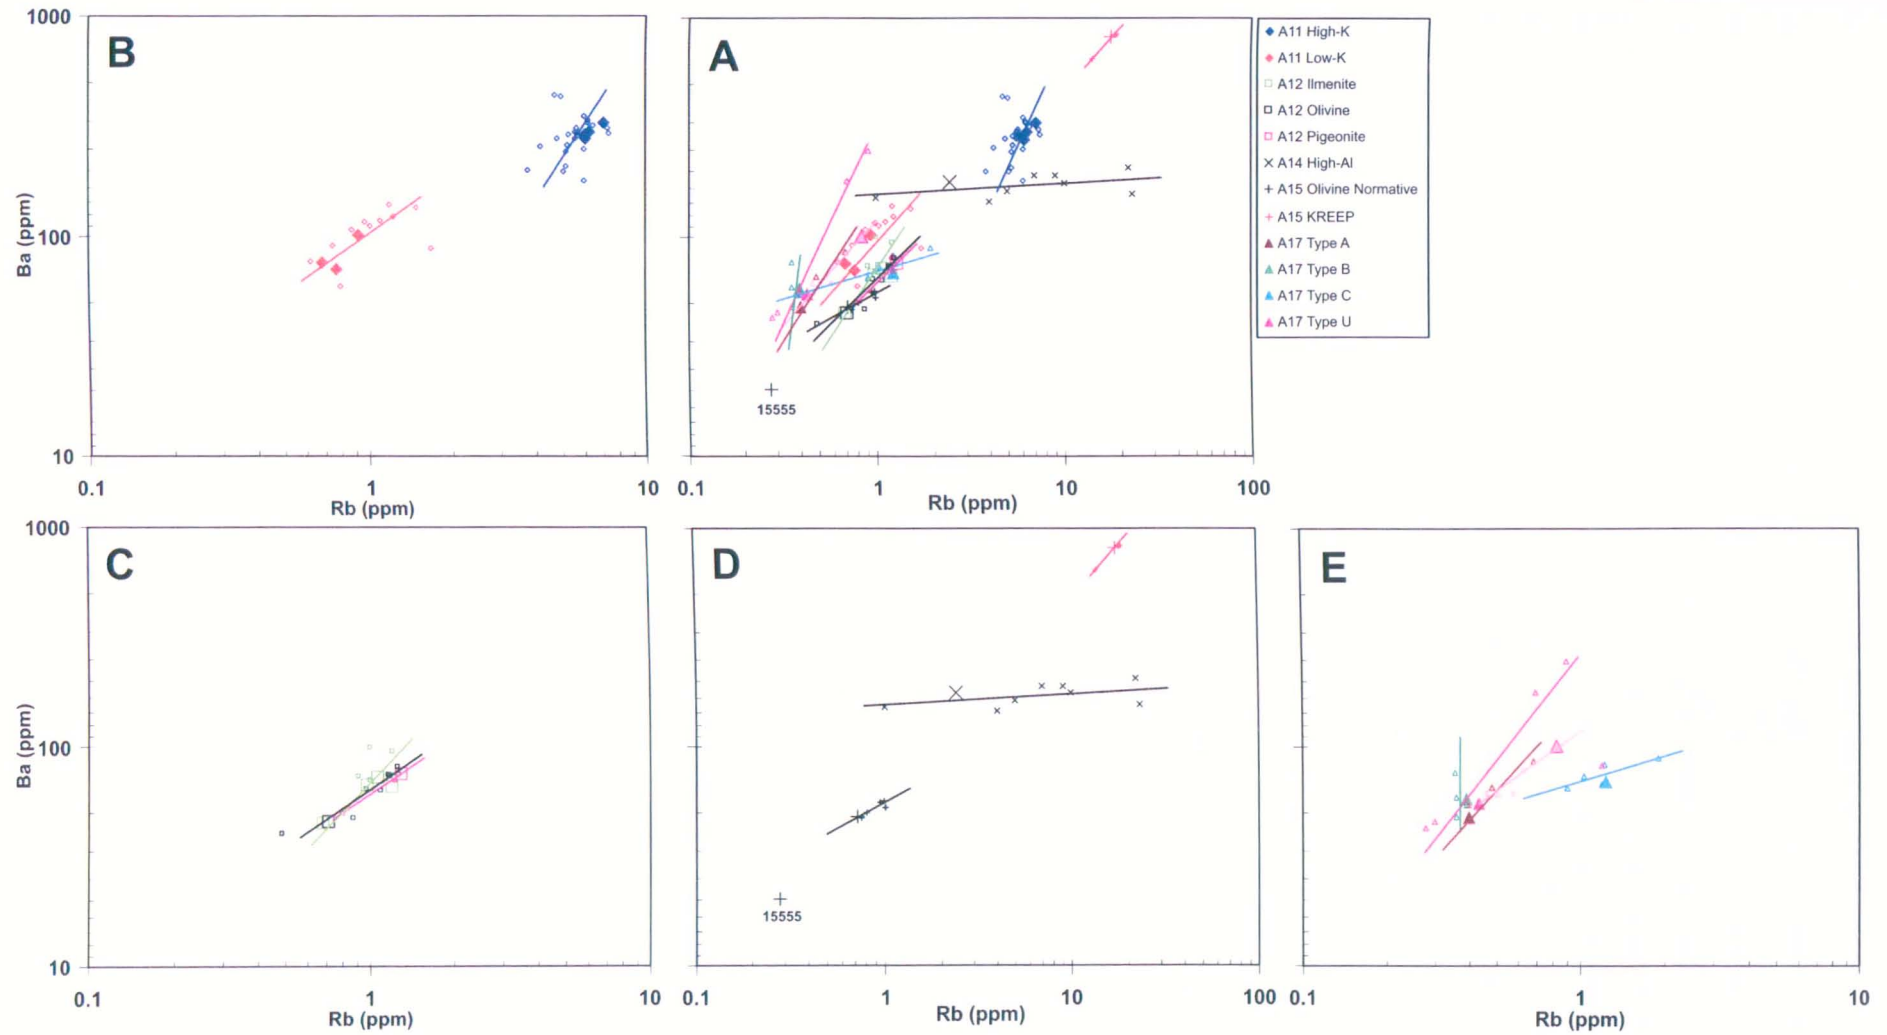 1000
B
Ba (ppm)
100
10
0.1
1
10
Rb (ppm)
A
15555
0.1
1
10
100
Rb (ppm)
A11 High-K
A11 Low-K
A12 Ilmenite
A12 Olivine
A12 Pigeonite
A14 High-Al
A15 Olivine Normative
A15 KREEP
A17 Type A
A17 Type B
A17 Type C
A17 Type U
1000
C
Ba (ppm)
100
10
0.1
1
10
Rb (ppm)
D
15555
0.1
1
10
100
Rb (ppm)
E
0.1
1
10
Rb (ppm)